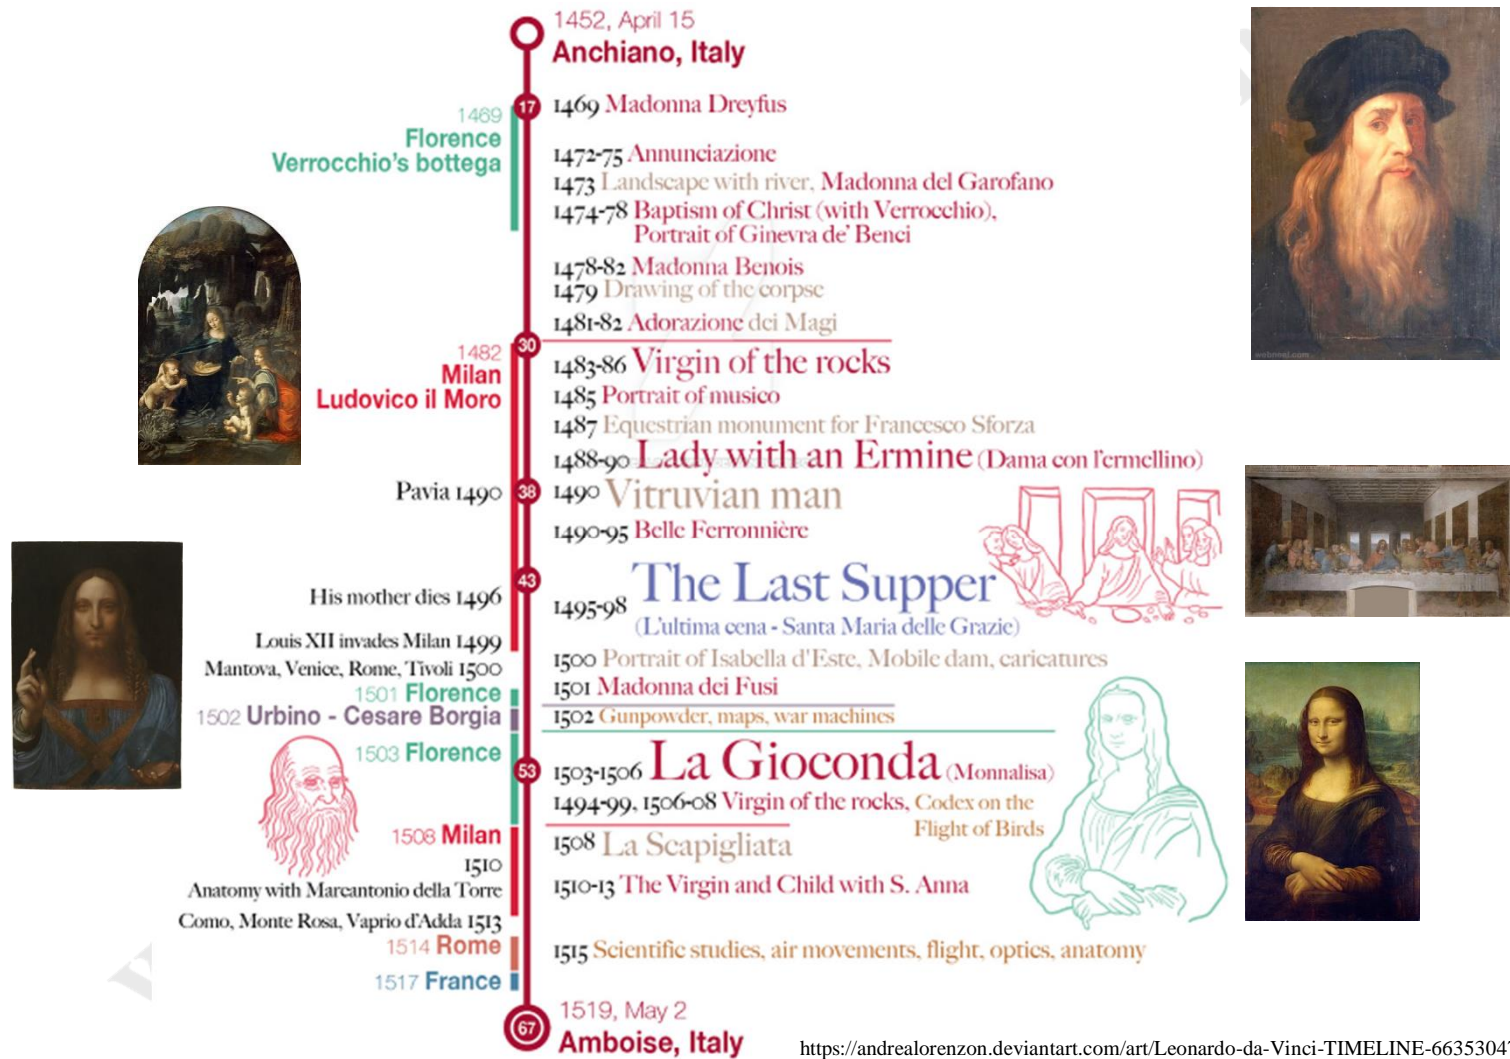 1452, April 15
Anchiano, Italy
17
1469 Madonna Dreyfus
1469
Florence
Verrocchio's bottega
1472-75 Annunciazione
1473 Landscape with river, Madonna del Garofano
1474-78 Baptism of Christ (with Verrocchio),
Portrait of Ginevra de' Benci
1478-82 Madonna Benois
1479 Drawing of the corpse
1481-82 Adorazione dei Magi
30
1482
Milan
Ludovico il Moro
1483-86 Virgin of the rocks
1485 Portrait of musico
1487 Equestrian monument for Francesco Sforza
1488-90 Lady with an Ermine (Dama con l'ermellino)
Pavia 1490
38
1490 Vitruvian man
1490-95 Belle Ferronnière
43
His mother dies 1496
1495-98 The Last Supper
(L'ultima cena - Santa Maria delle Grazie)
Louis XII invades Milan 1499
Mantova, Venice, Rome, Tivoli 1500
1500 Portrait of Isabella d'Este, Mobile dam, caricatures
1501 Florence
1501 Madonna dei Fusi
1502 Urbino - Cesare Borgia
1502 Gunpowder, maps, war machines
1503 Florence
53
1503-1506 La Gioconda (Monnalisa)
1494-99, 1506-08 Virgin of the rocks, Codex on the
Flight of Birds
1508 Milan
1508 La Scapigliata
1510
Anatomy with Marcantonio della Torre
1510-13 The Virgin and Child with S. Anna
Como, Monte Rosa, Vaprio d'Adda 1513
1514 Rome
1515 Scientific studies, air movements, flight, optics, anatomy
1517 France
67
1519, May 2
Amboise, Italy
https://andrealorenzon.deviantart.com/art/Leonardo-da-Vinci-TIMELINE-6635304